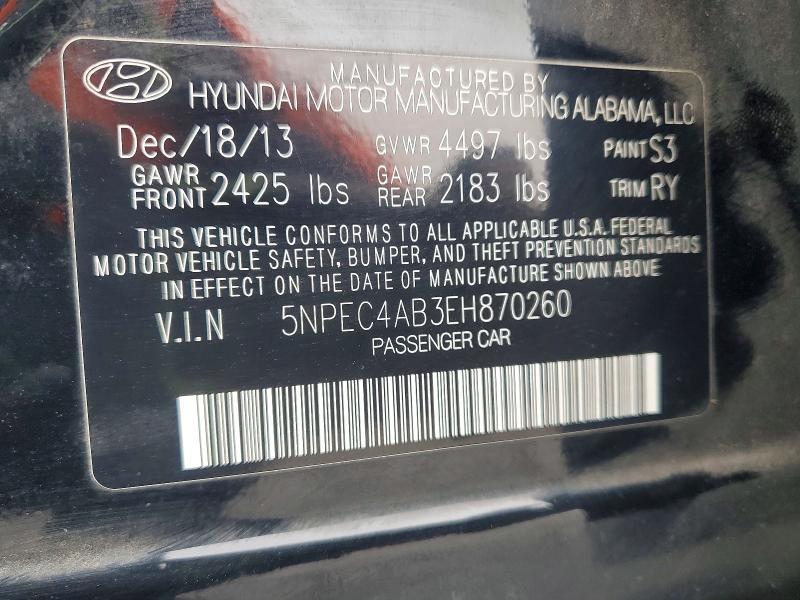 MANUFACTURED BY
HYUNDAI MOTOR MANUFACTURING ALABAMA, LLC
Dec/18/13 GVWR 4497 lbs PAINT S3
GAWR FRONT 2425 lbs GAWR REAR 2183 lbs TRIM RY
THIS VEHICLE CONFORMS TO ALL APPLICABLE U.S.A. FEDERAL
MOTOR VEHICLE SAFETY, BUMPER, AND THEFT PREVENTION STANDARDS
IN EFFECT ON THE DATE OF MANUFACTURE SHOWN ABOVE
V.I.N 5NPEC4AB3EH870260
PASSENGER CAR